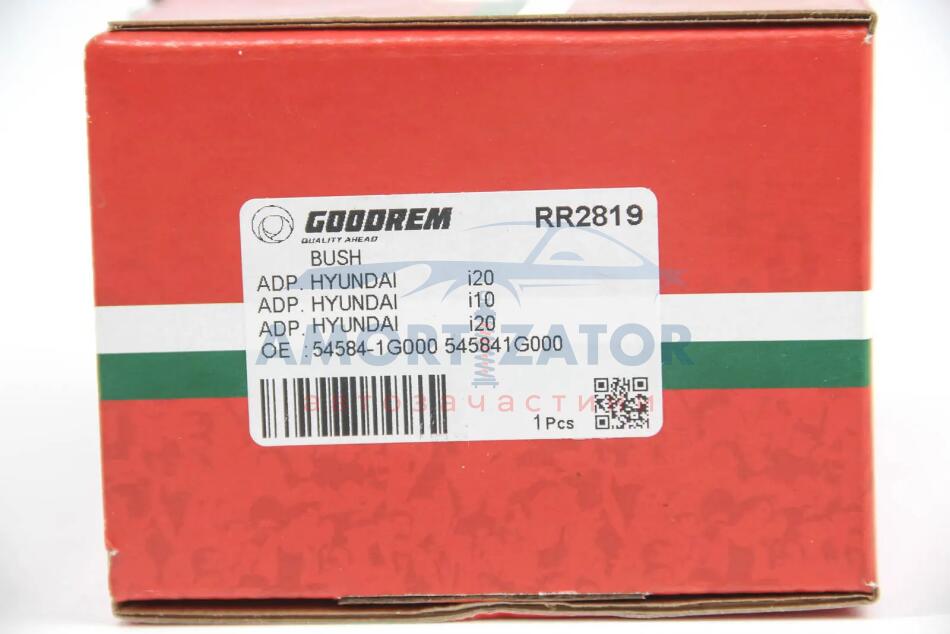 GOODREM
RR2819
QUALITY AHEAD
BUSH
ADP. HYUNDAI i20
ADP. HYUNDAI i10
ADP. HYUNDAI i20
AMORTIZATOR
OE : 54584-1G000 545841G000
автозачастини
1 Pcs